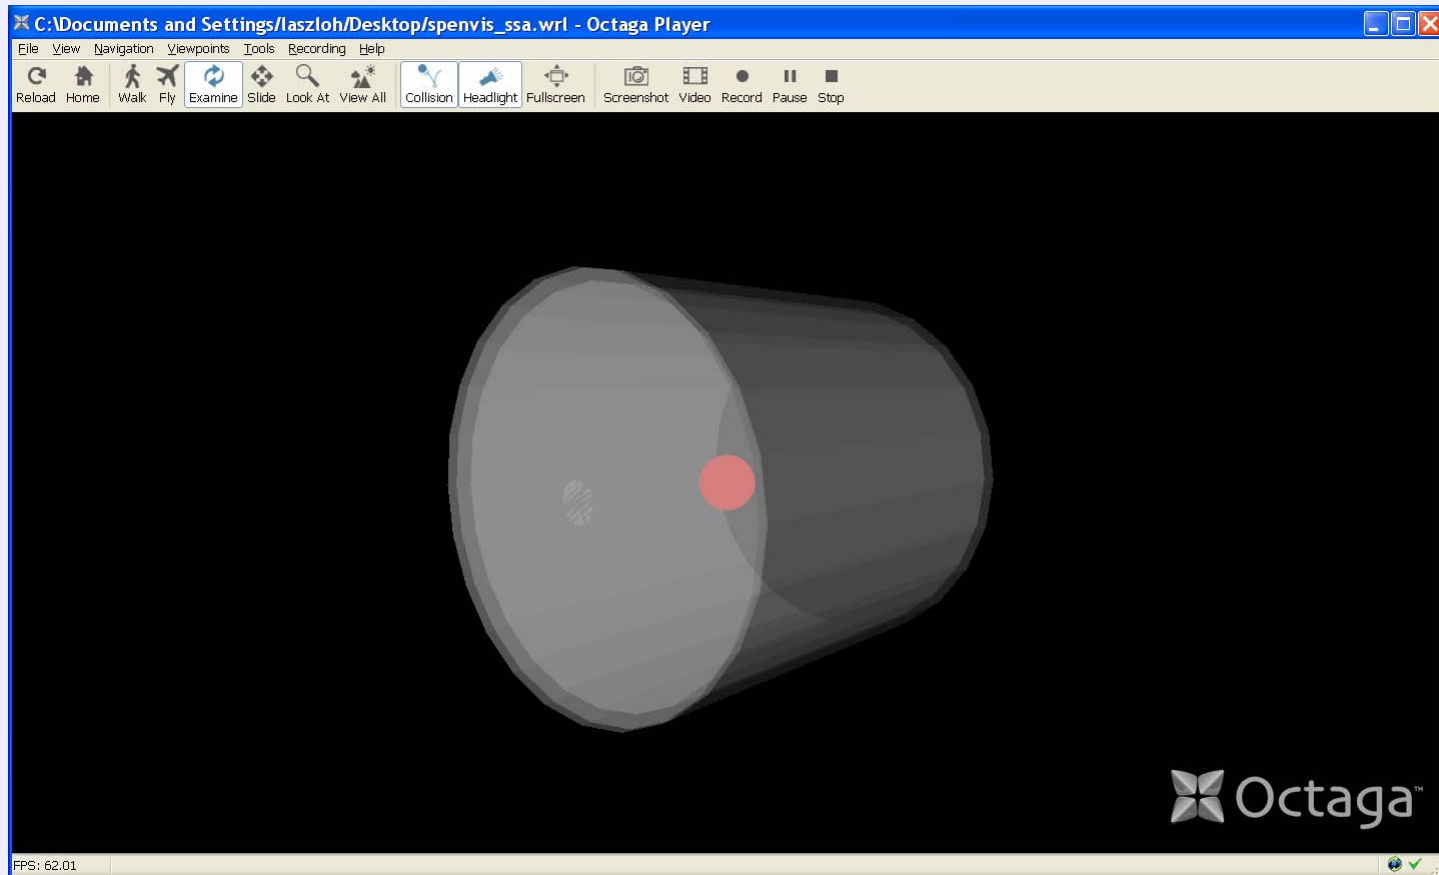 C:\Documents and Settings/laszloh/Desktop/spenvis_ssa.wrl - Octaga Player
File View Navigation Viewpoints Tools Recording Help
Reload Home Walk Fly Examine Slide Look At View All Collision Headlight Fullscreen Screenshot Video Record Pause Stop
Octaga™
FPS: 62.01